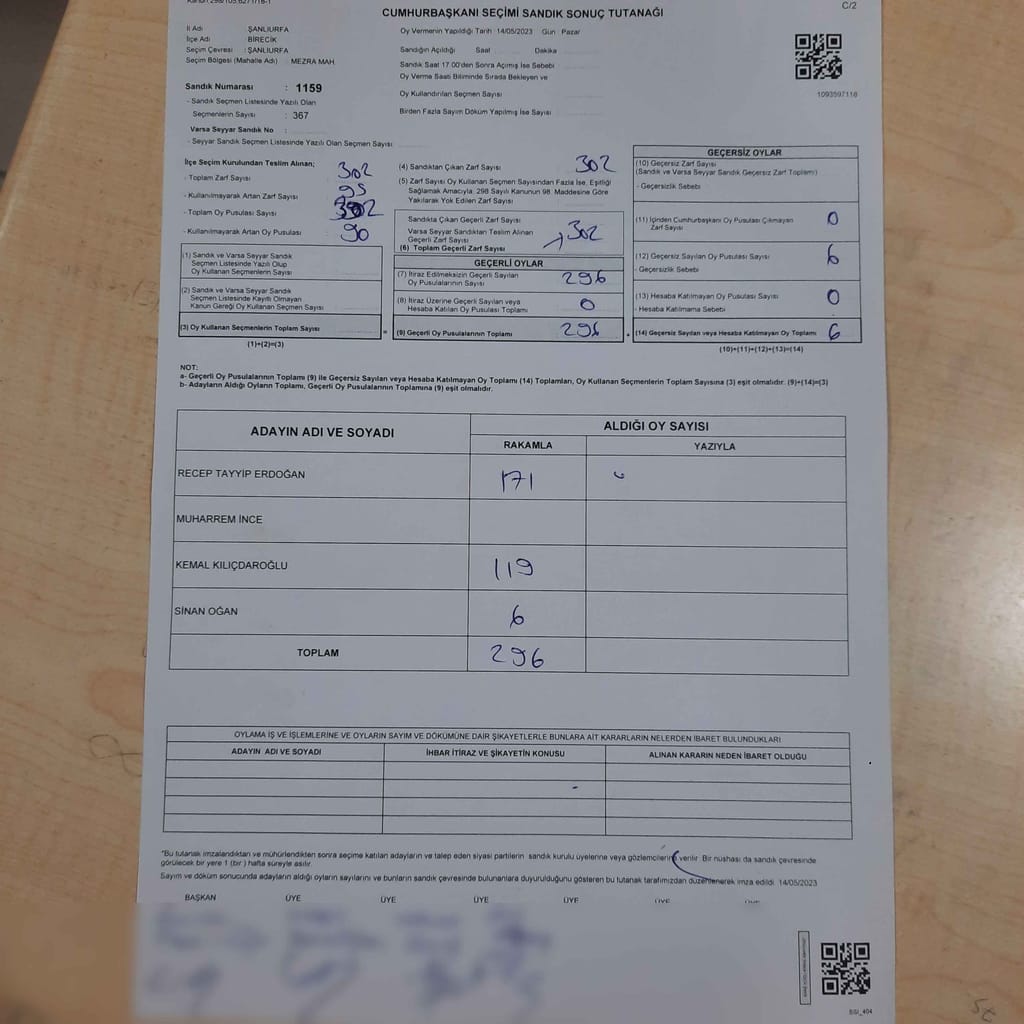 CUMHURBAŞKANI SEÇİMİ SANDIK SONUÇ TUTANAĞI
C/2
İl Adı : ŞANLIURFA
İlçe Adı : BİRECİK
Seçim Çevresi : ŞANLIURFA
Seçim Bölgesi (Mahalle Adı) : MEZRA MAH.
Oy Vermenin Yapıldığı Tarih 14/05/2023 Gün Pazar
Sandığın Açıldığı Saat Dakika
Sandık Saat 17.00'den Sonra Açılmış İse Sebebi
Oy Verme Saati Bitiminde Sırada Bekleyen ve
Oy Kullandırılan Seçmen Sayısı
Birden Fazla Sayım Döküm Yapılmış İse Sayısı
1093597118
Sandık Numarası : 1159
- Sandık Seçmen Listesinde Yazılı Olan
Seçmenlerin Sayısı : 367
Varsa Seyyar Sandık No :
- Seyyar Sandık Seçmen Listesinde Yazılı Olan Seçmen Sayısı
İlçe Seçim Kurulundan Teslim Alınan;
- Toplam Zarf Sayısı 302
- Kullanılmayarak Artan Zarf Sayısı 95
- Toplam Oy Pusulası Sayısı 302
- Kullanılmayarak Artan Oy Pusulası 90
(1) Sandık ve Varsa Seyyar Sandık
Seçmen Listesinde Yazılı Olup
Oy Kullanan Seçmenlerin Sayısı
(2) Sandık ve Varsa Seyyar Sandık
Seçmen Listesinde Kayıtlı Olmayan
Kanun Gereği Oy Kullanan Seçmen Sayısı
(3) Oy Kullanan Seçmenlerin Toplam Sayısı =
(1)+(2)=(3)
(4) Sandıktan Çıkan Zarf Sayısı 302
(5) Zarf Sayısı Oy Kullanan Seçmen Sayısından Fazla İse, Eşitliği
Sağlamak Amacıyla; 298 Sayılı Kanunun 98. Maddesine Göre
Yakılarak Yok Edilen Zarf Sayısı
Sandıkta Çıkan Geçerli Zarf Sayısı
Varsa Seyyar Sandıktan Teslim Alınan
Geçerli Zarf Sayısı
(6) Toplam Geçerli Zarf Sayısı 302
GEÇERLİ OYLAR
(7) İtiraz Edilmeksizin Geçerli Sayılan
Oy Pusulalarının Sayısı 296
(8) İtiraz Üzerine Geçerli Sayılan veya
Hesaba Katılan Oy Pusulası Toplamı 0
(9) Geçerli Oy Pusulalarının Toplamı 296
GEÇERSİZ OYLAR
(10) Geçersiz Zarf Sayısı
(Sandık ve Varsa Seyyar Sandık Geçersiz Zarf Toplamı)
- Geçersizlik Sebebi
(11) İçinden Cumhurbaşkanı Oy Pusulası Çıkmayan
Zarf Sayısı 0
(12) Geçersiz Sayılan Oy Pusulası Sayısı 6
- Geçersizlik Sebebi
(13) Hesaba Katılmayan Oy Pusulası Sayısı 0
- Hesaba Katılmama Sebebi
(14) Geçersiz Sayılan veya Hesaba Katılmayan Oy Toplamı 6
(10)+(11)+(12)+(13)=(14)
NOT:
a- Geçerli Oy Pusulalarının Toplamı (9) ile Geçersiz Sayılan veya Hesaba Katılmayan Oy Toplamı (14) Toplamları, Oy Kullanan Seçmenlerin Toplam Sayısına (3) eşit olmalıdır. (9)+(14)=(3)
b- Adayların Aldığı Oyların Toplamı, Geçerli Oy Pusulalarının Toplamına (9) eşit olmalıdır.
ADAYIN ADI VE SOYADI ALDIĞI OY SAYISI
RAKAMLA YAZIYLA
RECEP TAYYİP ERDOĞAN 171
MUHARREM İNCE
KEMAL KILIÇDAROĞLU 119
SİNAN OĞAN 6
TOPLAM 296
OYLAMA İŞ VE İŞLEMLERİNE VE OYLARIN SAYIM VE DÖKÜMÜNE DAİR ŞİKAYETLERLE BUNLARA AİT KARARLARIN NELERDEN İBARET BULUNDUKLARI
ADAYIN ADI VE SOYADI İHBAR İTİRAZ VE ŞİKAYETİN KONUSU ALINAN KARARIN NEDEN İBARET OLDUĞU
*Bu tutanak imzalandıktan ve mühürlendikten sonra seçime katılan adayların ve talep eden siyasi partilerin sandık kurulu üyelerine veya gözlemcilerine verilir. Bir nüshası da sandık çevresinde
görülecek bir yere 1 (bir ) hafta süreyle asılır.
Sayım ve döküm sonucunda adayların aldığı oyların sayılarını ve bunların sandık çevresinde bulunanlara duyurulduğunu gösteren bu tutanak tarafımızdan düzenlenerek imza edildi. 14/05/2023
BAŞKAN ÜYE ÜYE ÜYE ÜYE ÜYE ÜYE
BSI_404